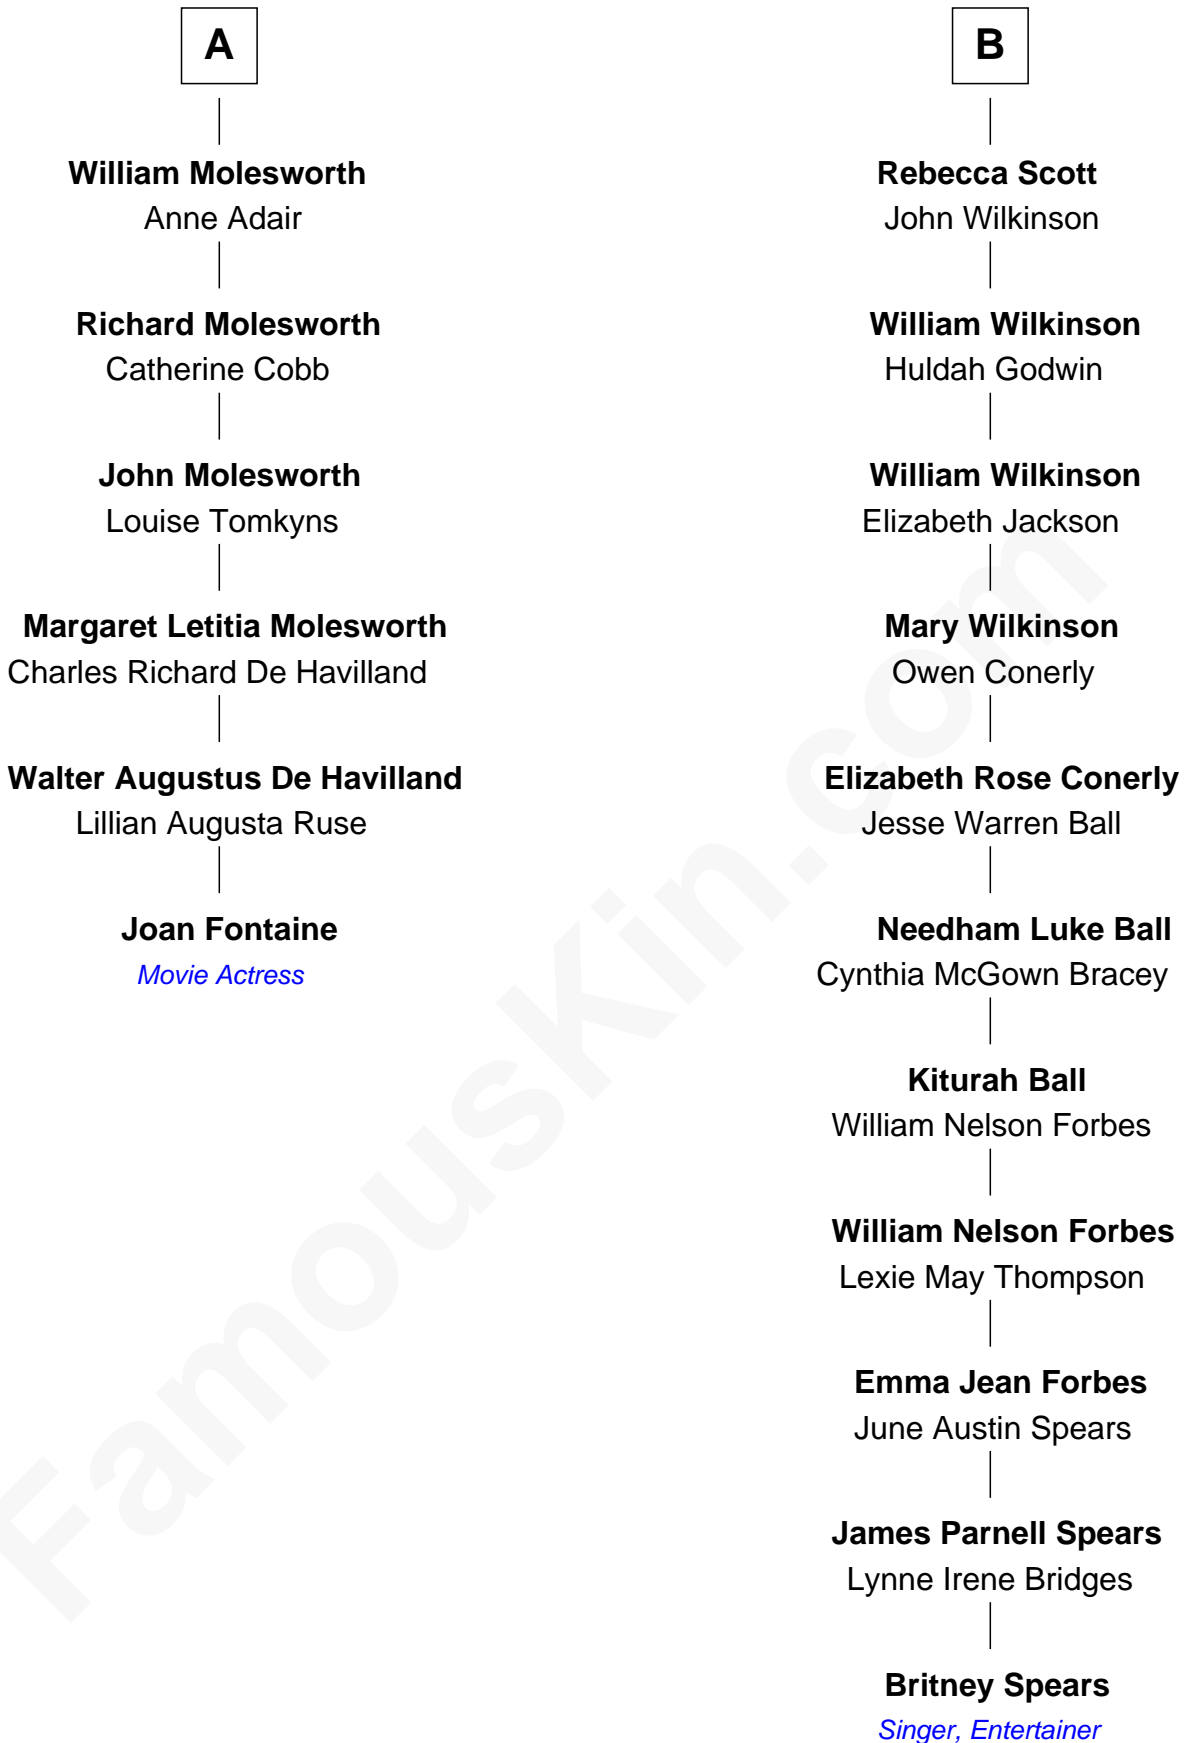 A
William Molesworth
Anne Adair
Richard Molesworth
Catherine Cobb
John Molesworth
Louise Tomkyns
Margaret Letitia Molesworth
Charles Richard De Havilland
Walter Augustus De Havilland
Lillian Augusta Ruse
Joan Fontaine
Movie Actress
B
Rebecca Scott
John Wilkinson
William Wilkinson
Huldah Godwin
William Wilkinson
Elizabeth Jackson
Mary Wilkinson
Owen Conerly
Elizabeth Rose Conerly
Jesse Warren Ball
Needham Luke Ball
Cynthia McGown Bracey
Kiturah Ball
William Nelson Forbes
William Nelson Forbes
Lexie May Thompson
Emma Jean Forbes
June Austin Spears
James Parnell Spears
Lynne Irene Bridges
Britney Spears
Singer, Entertainer
FamousKin.com